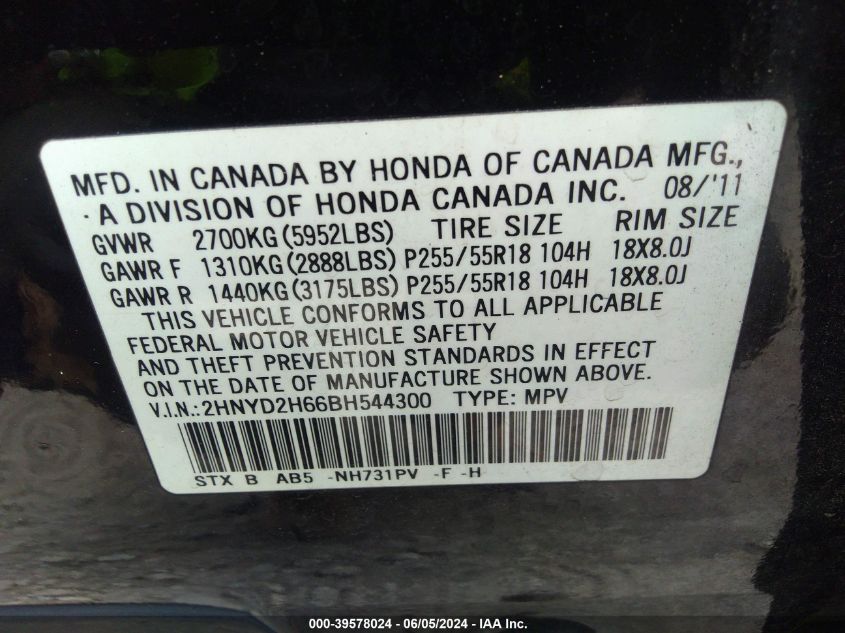 MFD. IN CANADA BY HONDA OF CANADA MFG.,
A DIVISION OF HONDA CANADA INC. 08/'11
GVWR 2700KG(5952LBS) TIRE SIZE RIM SIZE
GAWR F 1310KG(2888LBS) P255/55R18 104H 18X8.0J
GAWR R 1440KG(3175LBS) P255/55R18 104H 18X8.0J
THIS VEHICLE CONFORMS TO ALL APPLICABLE
FEDERAL MOTOR VEHICLE SAFETY
AND THEFT PREVENTION STANDARDS IN EFFECT
ON THE DATE OF MANUFACTURE SHOWN ABOVE.
V.I.N.:2HNYD2H66BH544300 TYPE: MPV
STX B AB5 -NH731PV -F -H
000-39578024 - 06/05/2024 - IAA Inc.